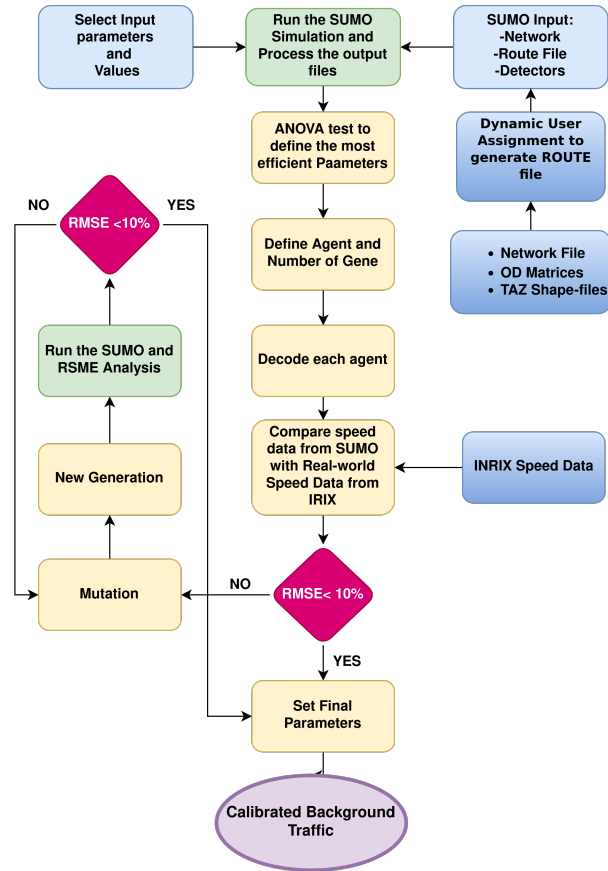 Select Input
parameters
and
Values
Run the SUMO
Simulation and
Process the output
files
SUMO Input:
-Network
-Route File
-Detectors
ANOVA test to
define the most
efficient Paameters
Dynamic User
Assignment to
generate ROUTE
file
NO
YES
RMSE <10%
Define Agent and
Number of Gene
• Network File
• OD Matrices
• TAZ Shape-files
Run the SUMO and
RSME Analysis
Decode each agent
Compare speed
data from SUMO
with Real-world
Speed Data from
IRIX
INRIX Speed Data
New Generation
Mutation
NO
RMSE< 10%
YES
Set Final
Parameters
Calibrated Background
Traffic